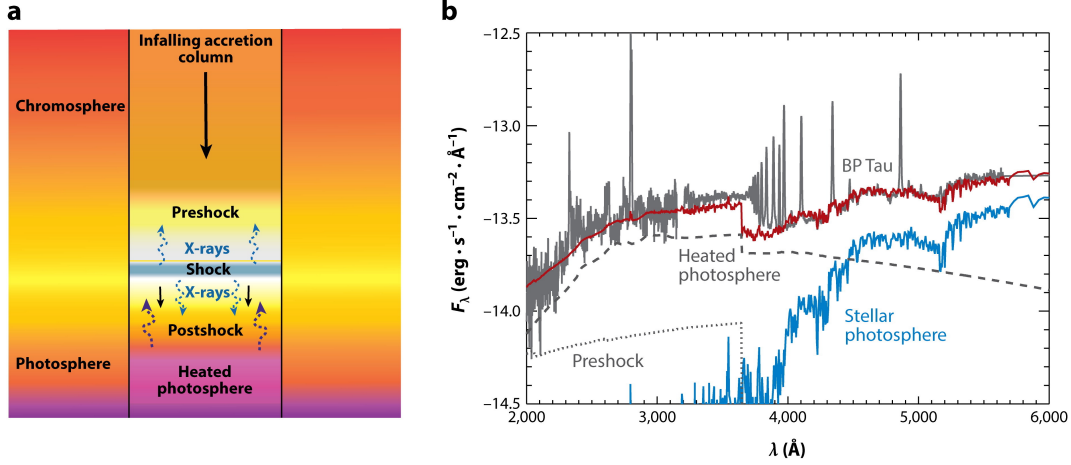 a
Infalling accretion
column
Chromosphere
Preshock
X-rays
Shock
X-rays
Postshock
Photosphere
Heated
photosphere
b
−12.5
−13.0
−13.5
−14.0
−14.5
Fλ (erg · s−1 · cm−2 · Å−1)
BP Tau
Heated
photosphere
Stellar
photosphere
Preshock
2,000
3,000
4,000
5,000
6,000
λ (Å)